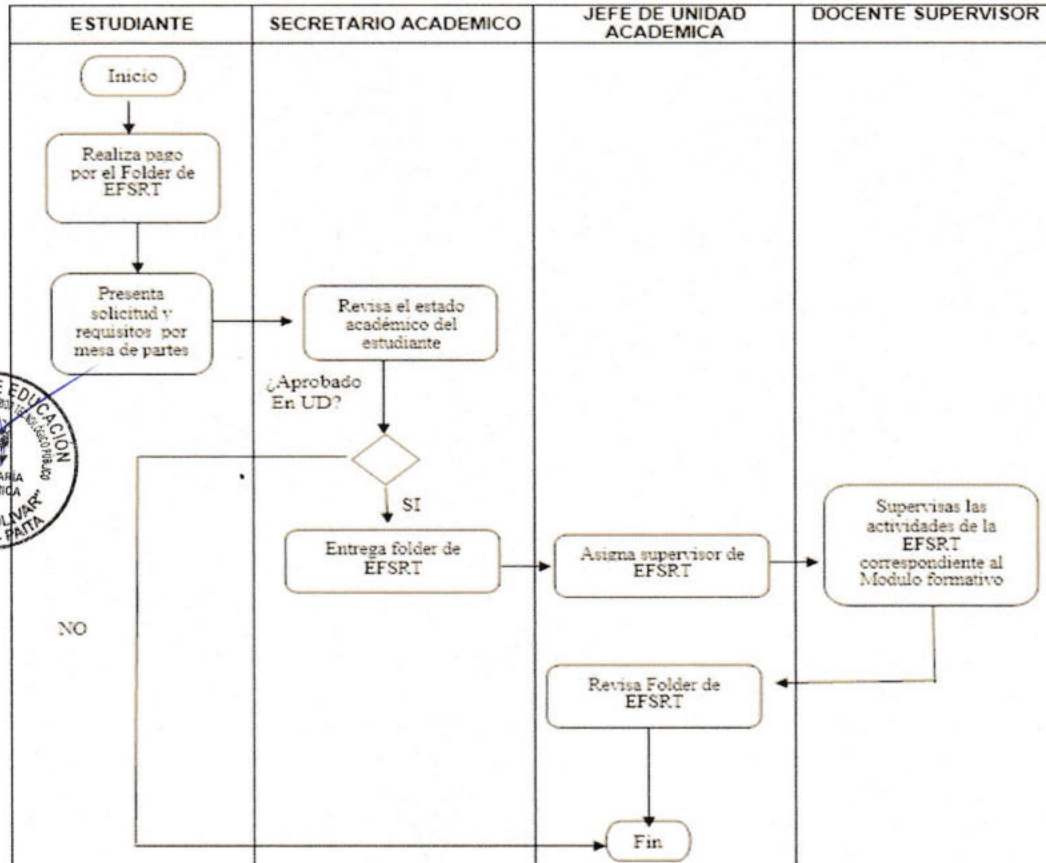 ESTUDIANTE
SECRETARIO ACADEMICO
JEFE DE UNIDAD
ACADEMICA
DOCENTE SUPERVISOR
Inicio
Realiza pago
por el Folder de
EFSRT
Presenta
solicitud y
requisitos por
mesa de partes
Revisa el estado
académico del
estudiante
¿Aprobado
En UD?
SI
Entrega folder de
EFSRT
Asigna supervisor de
EFSRT
Supervisas las
actividades de la
EFSRT
correspondiente al
Modulo formativo
NO
Revisa Folder de
EFSRT
Fin
EDUCACIÓN
PAITA